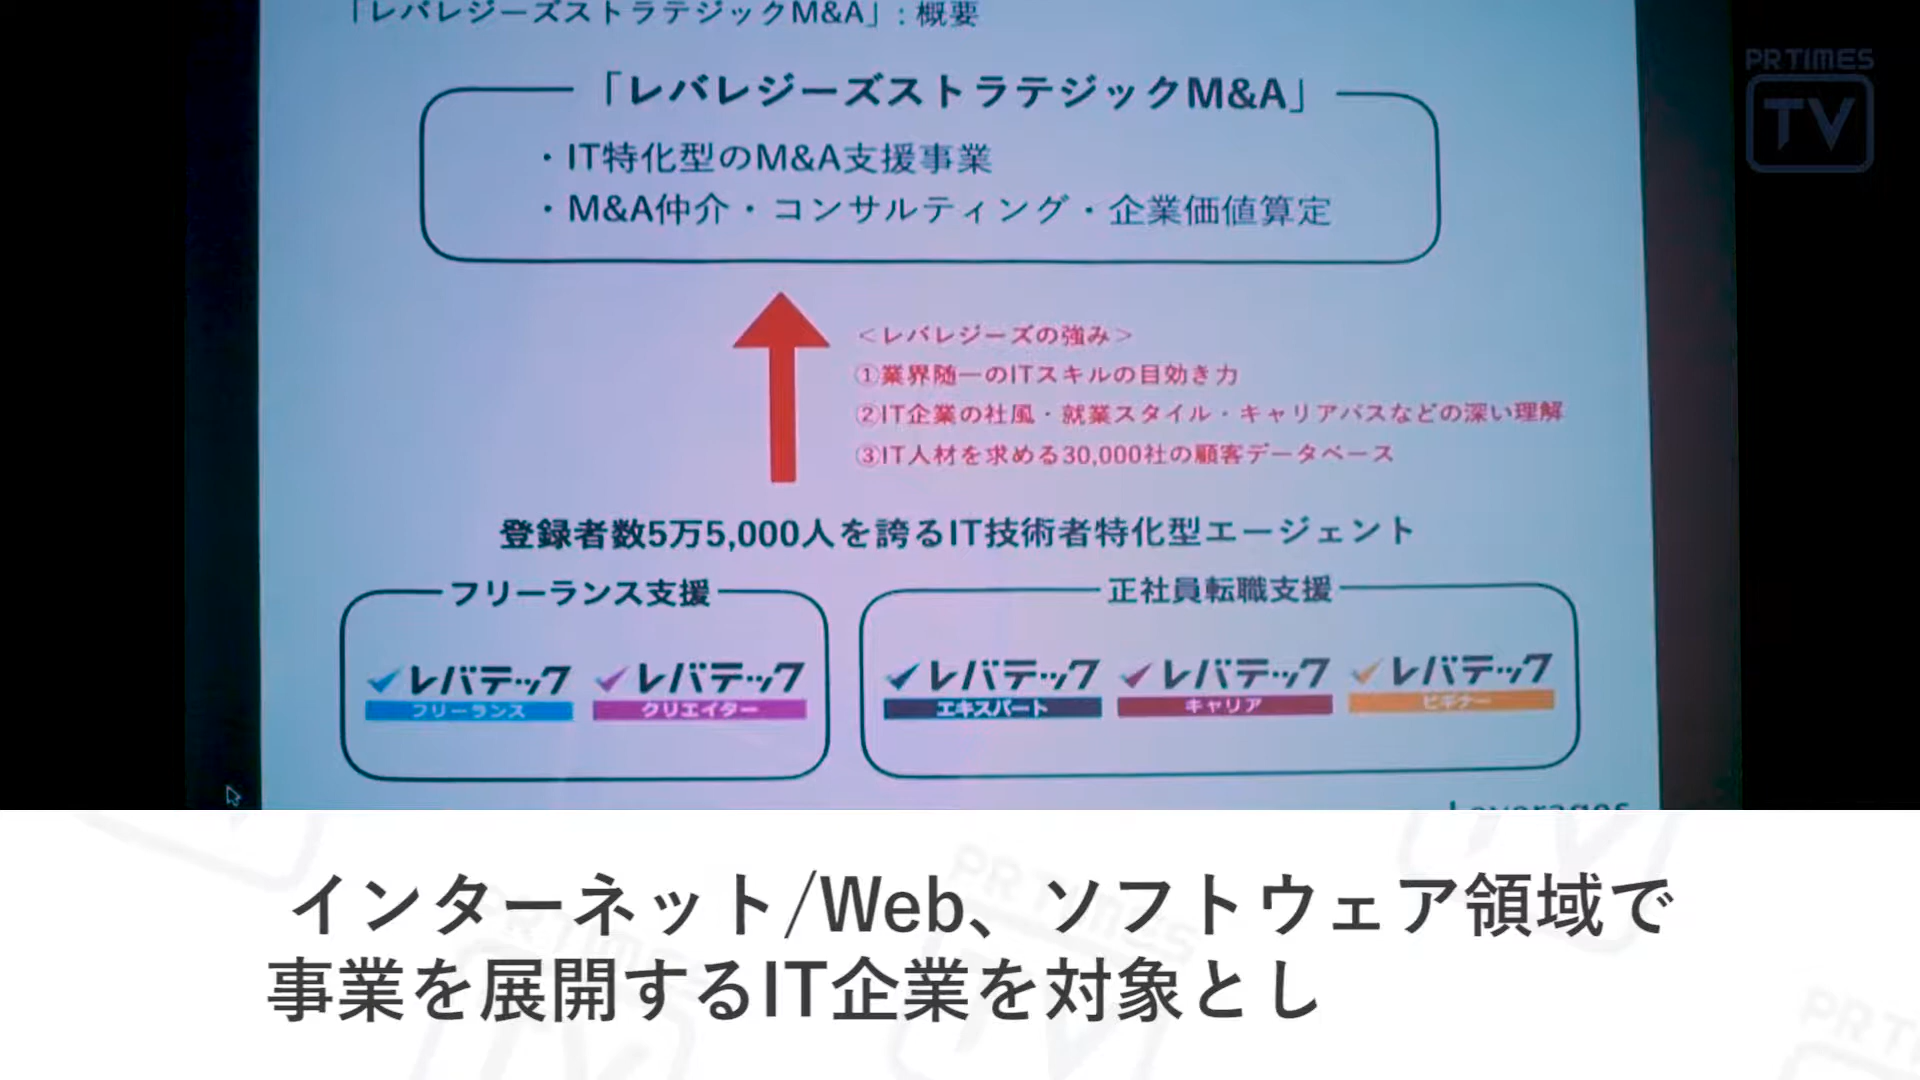 「レバレジーズストラテジックM&A」: 概要
PR TIMES
TV
「レバレジーズストラテジックM&A」
・IT特化型のM&A支援事業
・M&A仲介・コンサルティング・企業価値算定
＜レバレジーズの強み＞
①業界随一のITスキルの目効き力
②IT企業の社風・就業スタイル・キャリアパスなどの深い理解
③IT人材を求める30,000社の顧客データベース
登録者数5万5,000人を誇るIT技術者特化型エージェント
フリーランス支援
正社員転職支援
レバテック
フリーランス
レバテック
クリエイター
レバテック
エキスパート
レバテック
キャリア
レバテック
ビギナー
Leverages
インターネット/Web、ソフトウェア領域で
事業を展開するIT企業を対象とし